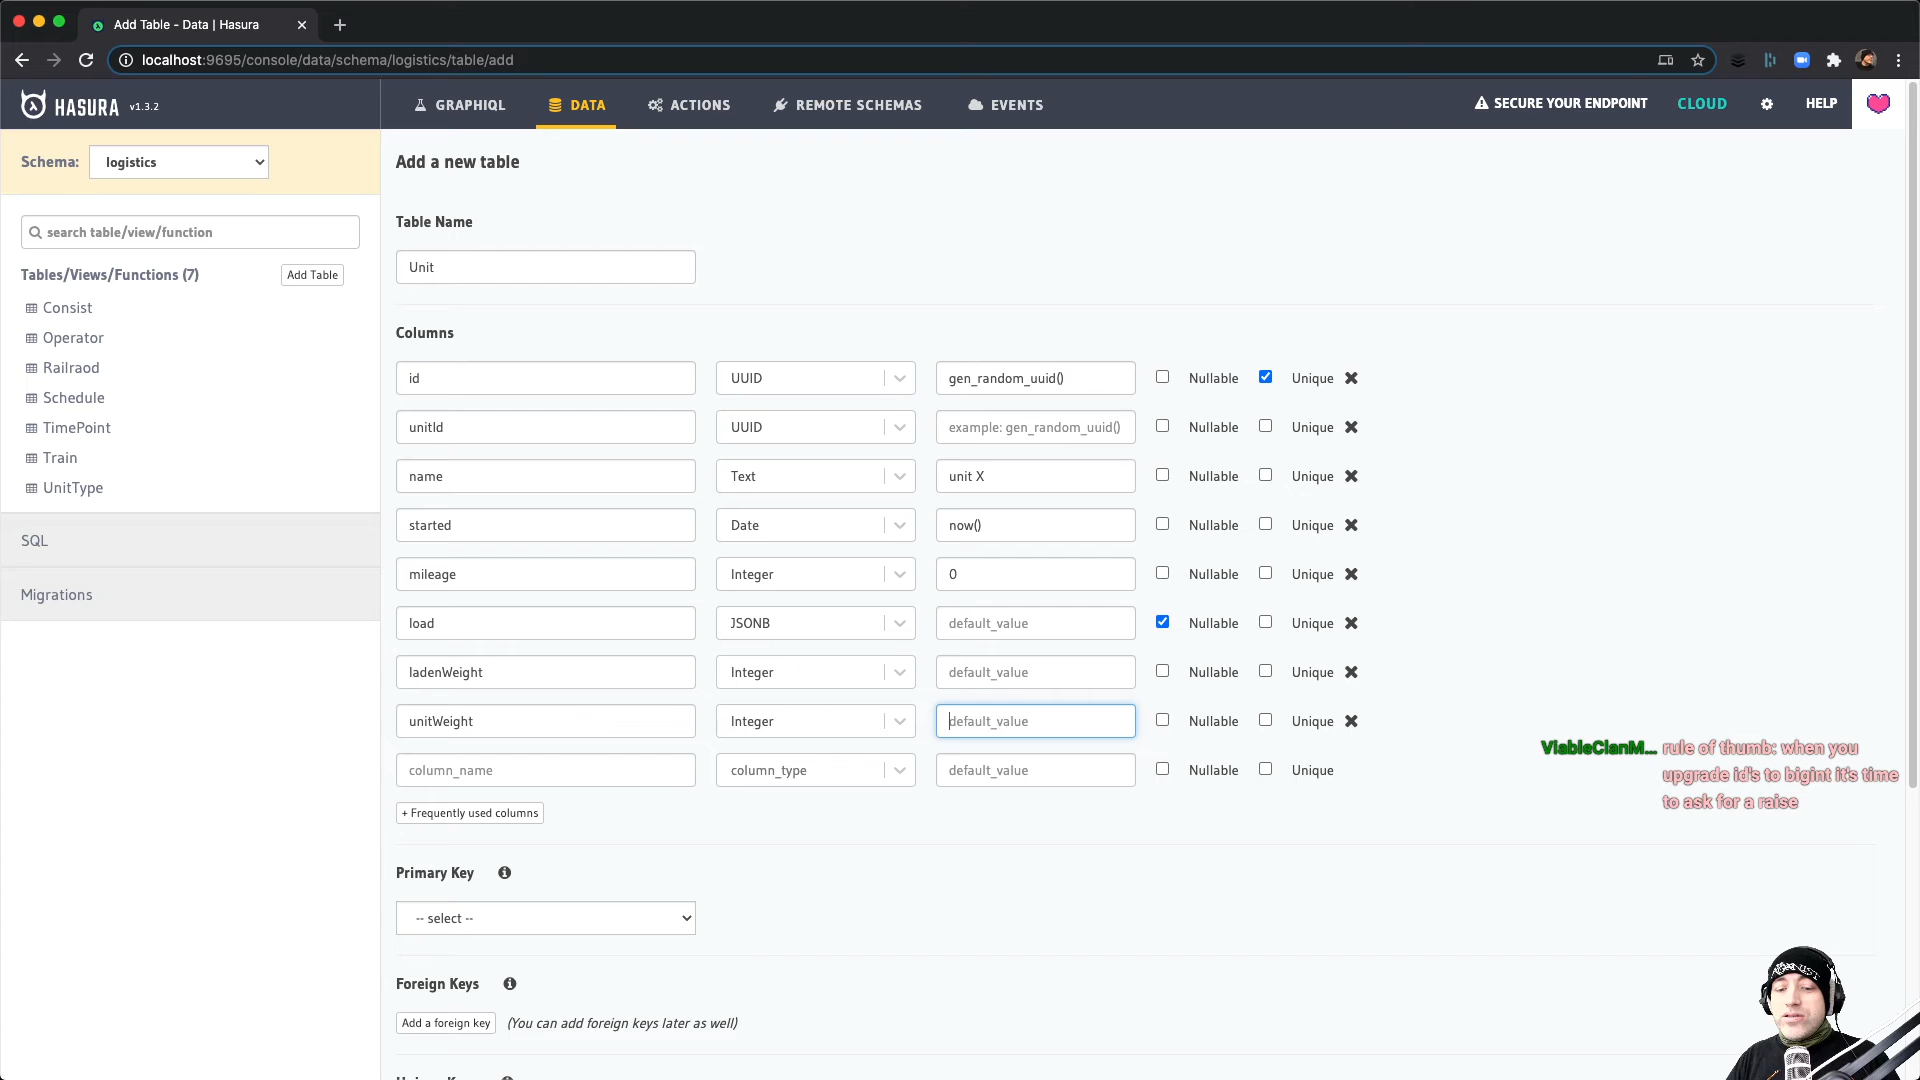 Add Table - Data | Hasura
localhost:9695/console/data/schema/logistics/table/add
HASURA v1.3.2
GRAPHIQL
DATA
ACTIONS
REMOTE SCHEMAS
EVENTS
SECURE YOUR ENDPOINT
CLOUD
HELP
Schema: logistics
search table/view/function
Tables/Views/Functions (7) Add Table
Consist
Operator
Railraod
Schedule
TimePoint
Train
UnitType
SQL
Migrations
Add a new table
Table Name
Unit
Columns
id UUID gen_random_uuid() Nullable Unique
unitId UUID example: gen_random_uuid() Nullable Unique
name Text unit X Nullable Unique
started Date now() Nullable Unique
mileage Integer 0 Nullable Unique
load JSONB default_value Nullable Unique
ladenWeight Integer default_value Nullable Unique
unitWeight Integer default_value Nullable Unique
column_name column_type default_value Nullable Unique
+ Frequently used columns
Primary Key
-- select --
Foreign Keys
Add a foreign key (You can add foreign keys later as well)
ViableClanM... rule of thumb: when you
upgrade id's to bigint it's time
to ask for a raise